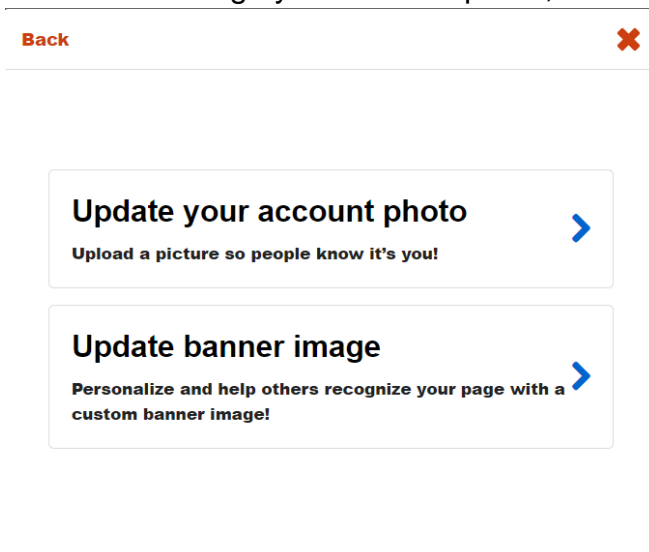 Back
Update your account photo
Upload a picture so people know it's you!
Update banner image
Personalize and help others recognize your page with a
custom banner image!